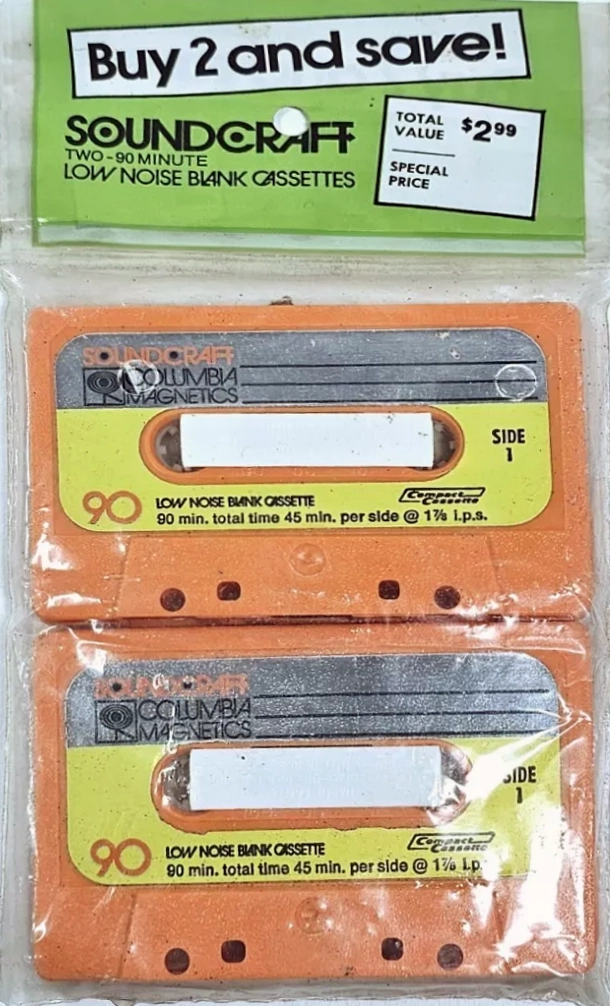 Buy 2 and save!
SOUNDCRAFT
TWO-90 MINUTE
LOW NOISE BLANK CASSETTES
TOTAL
VALUE $2.99
SPECIAL
PRICE
SOUNDCRAFT
COLUMBIA
MAGNETICS
SIDE
1
90
LOW NOISE BLANK CASSETTE
Compact
Cassette
90 min. total time 45 min. per side @ 1⅞ i.p.s.
SOUNDCRAFT
COLUMBIA
MAGNETICS
SIDE
1
90
LOW NOISE BLANK CASSETTE
Compact
Cassette
90 min. total time 45 min. per side @ 1⅞ i.p.